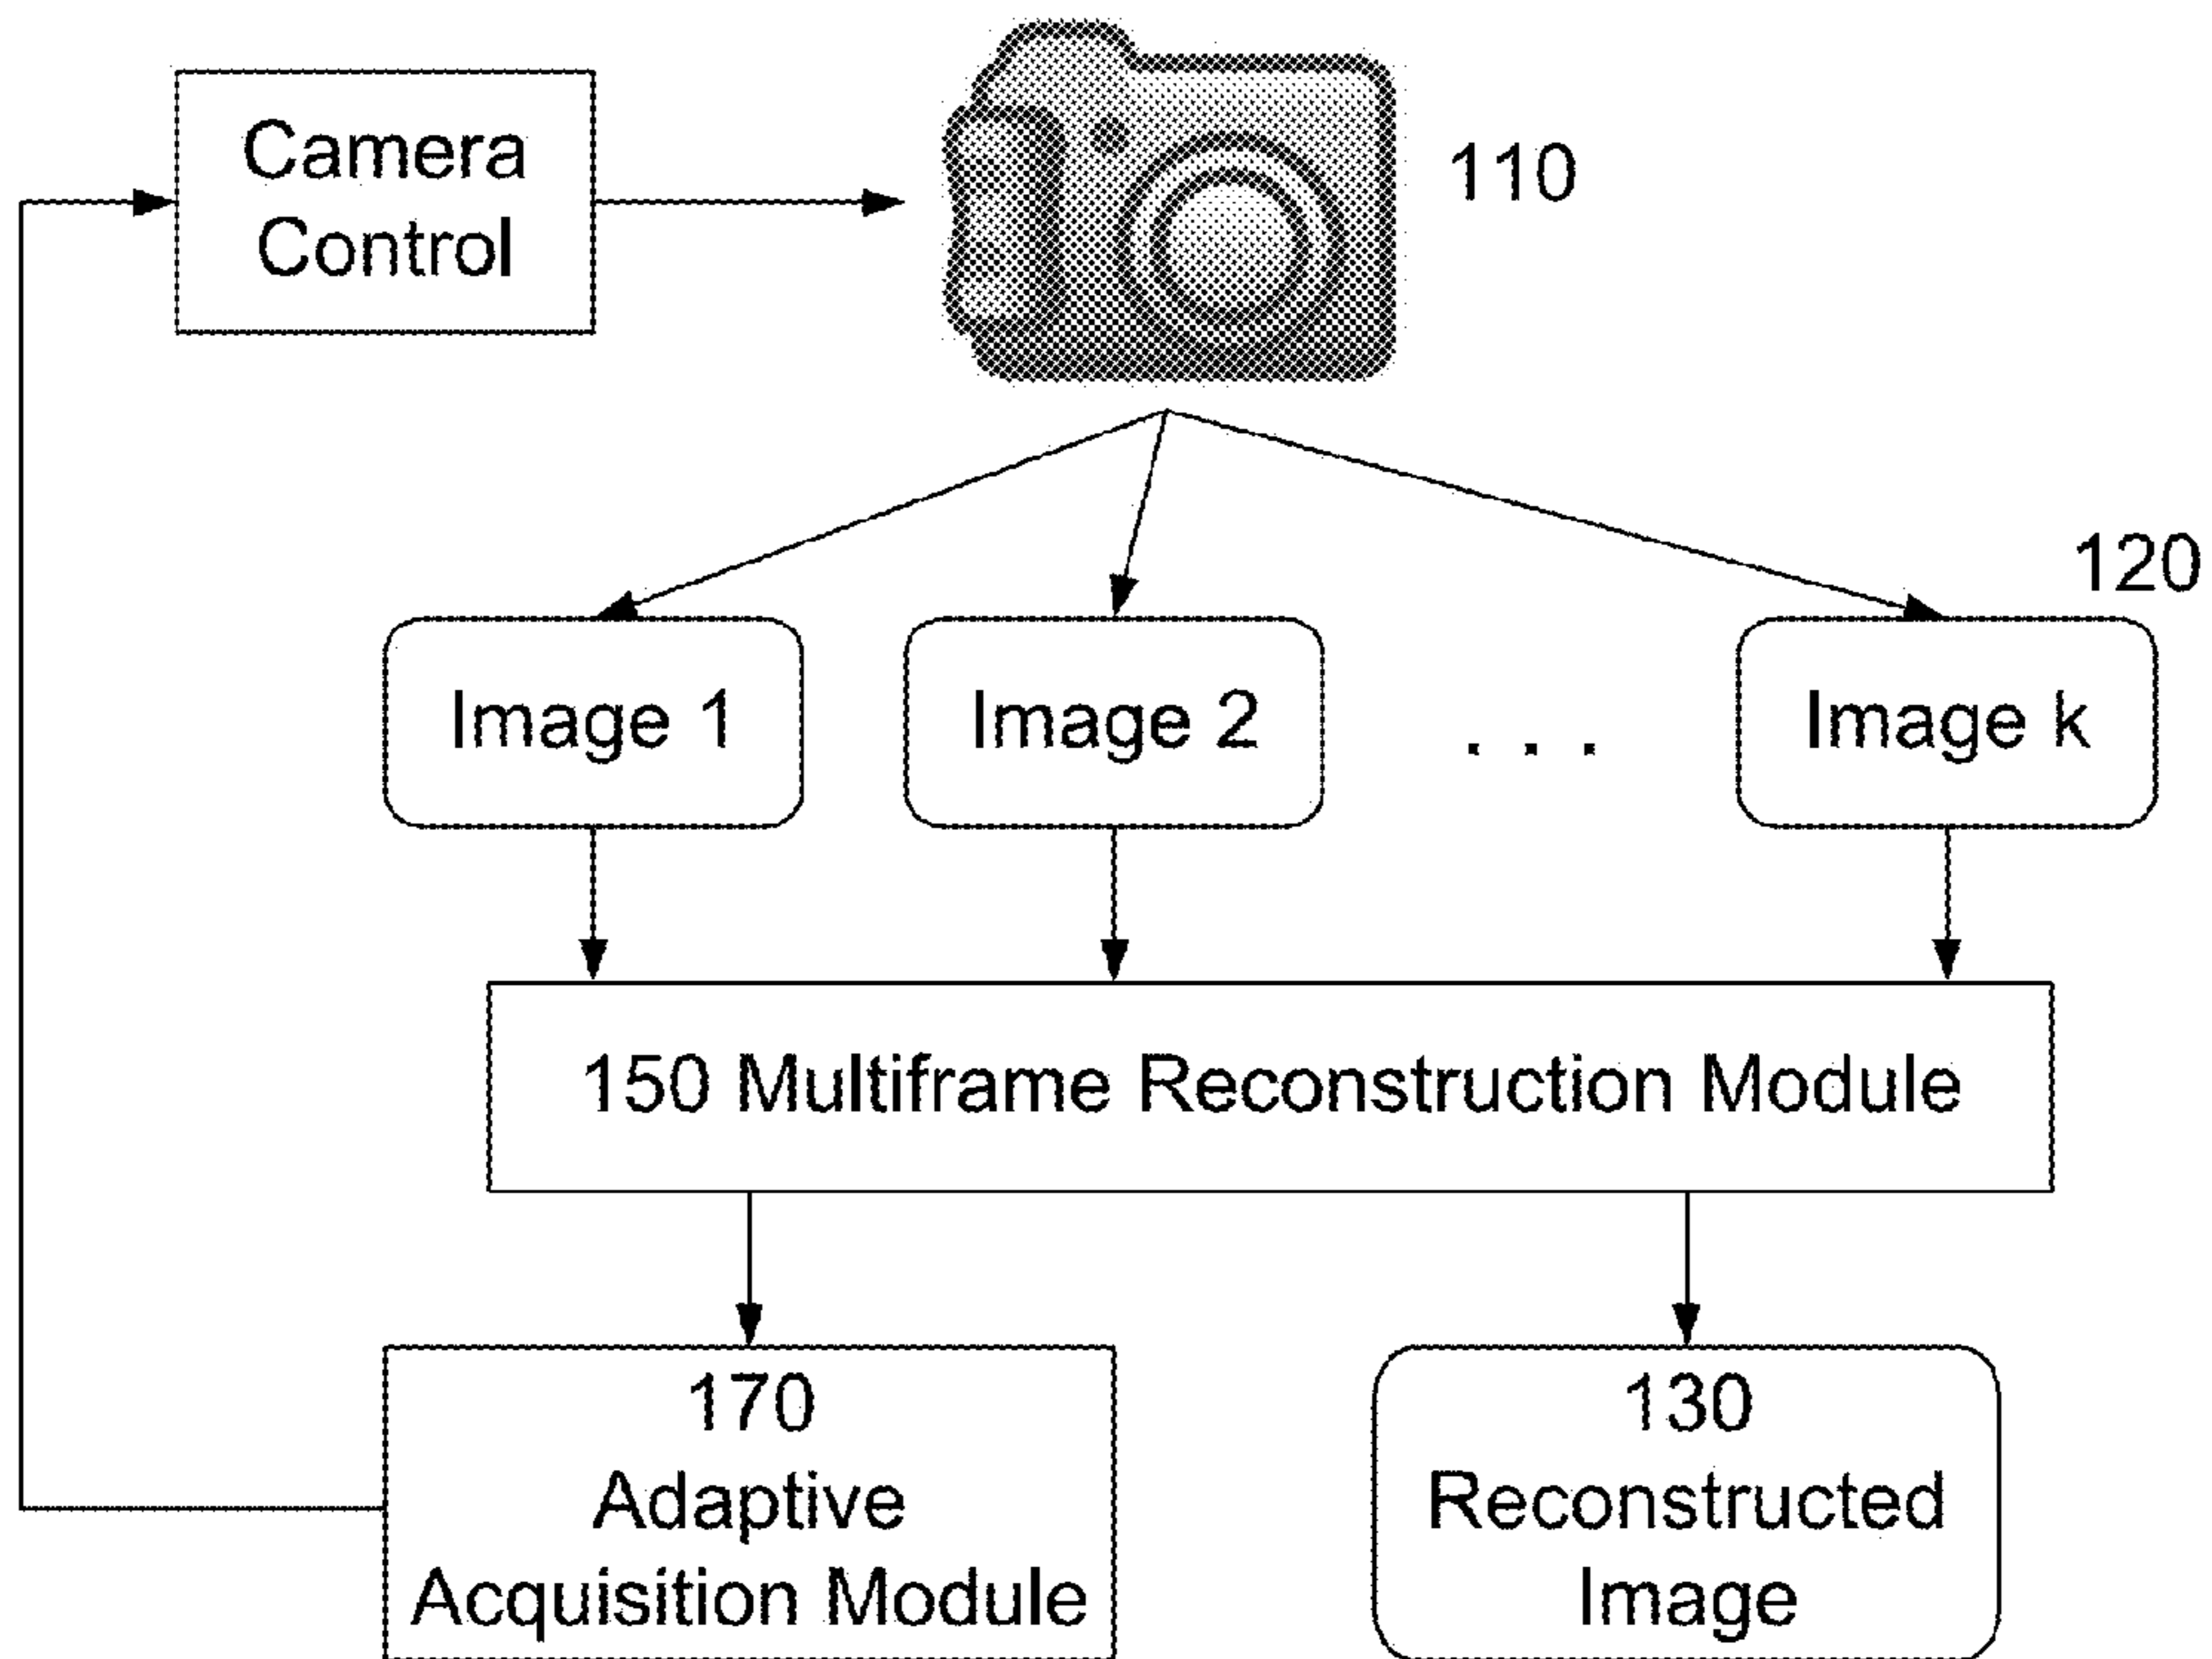 Camera
Control
110
120
Image 1
Image 2
. . .
Image k
150 Multiframe Reconstruction Module
170
Adaptive
Acquisition Module
130
Reconstructed
Image